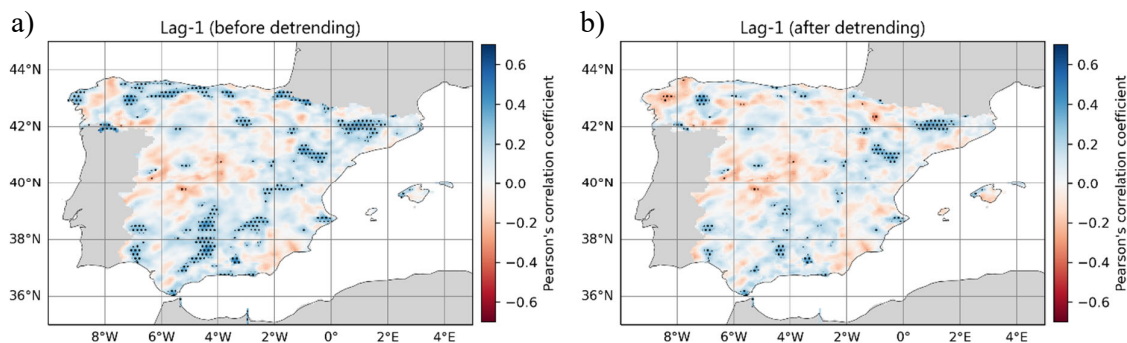 a)
Lag-1 (before detrending)
44°N
42°N
40°N
38°N
36°N
8°W 6°W 4°W 2°W 0° 2°E 4°E
0.6
0.4
0.2
0.0
−0.2
−0.4
−0.6
Pearson's correlation coefficient
b)
Lag-1 (after detrending)
44°N
42°N
40°N
38°N
36°N
8°W 6°W 4°W 2°W 0° 2°E 4°E
0.6
0.4
0.2
0.0
−0.2
−0.4
−0.6
Pearson's correlation coefficient